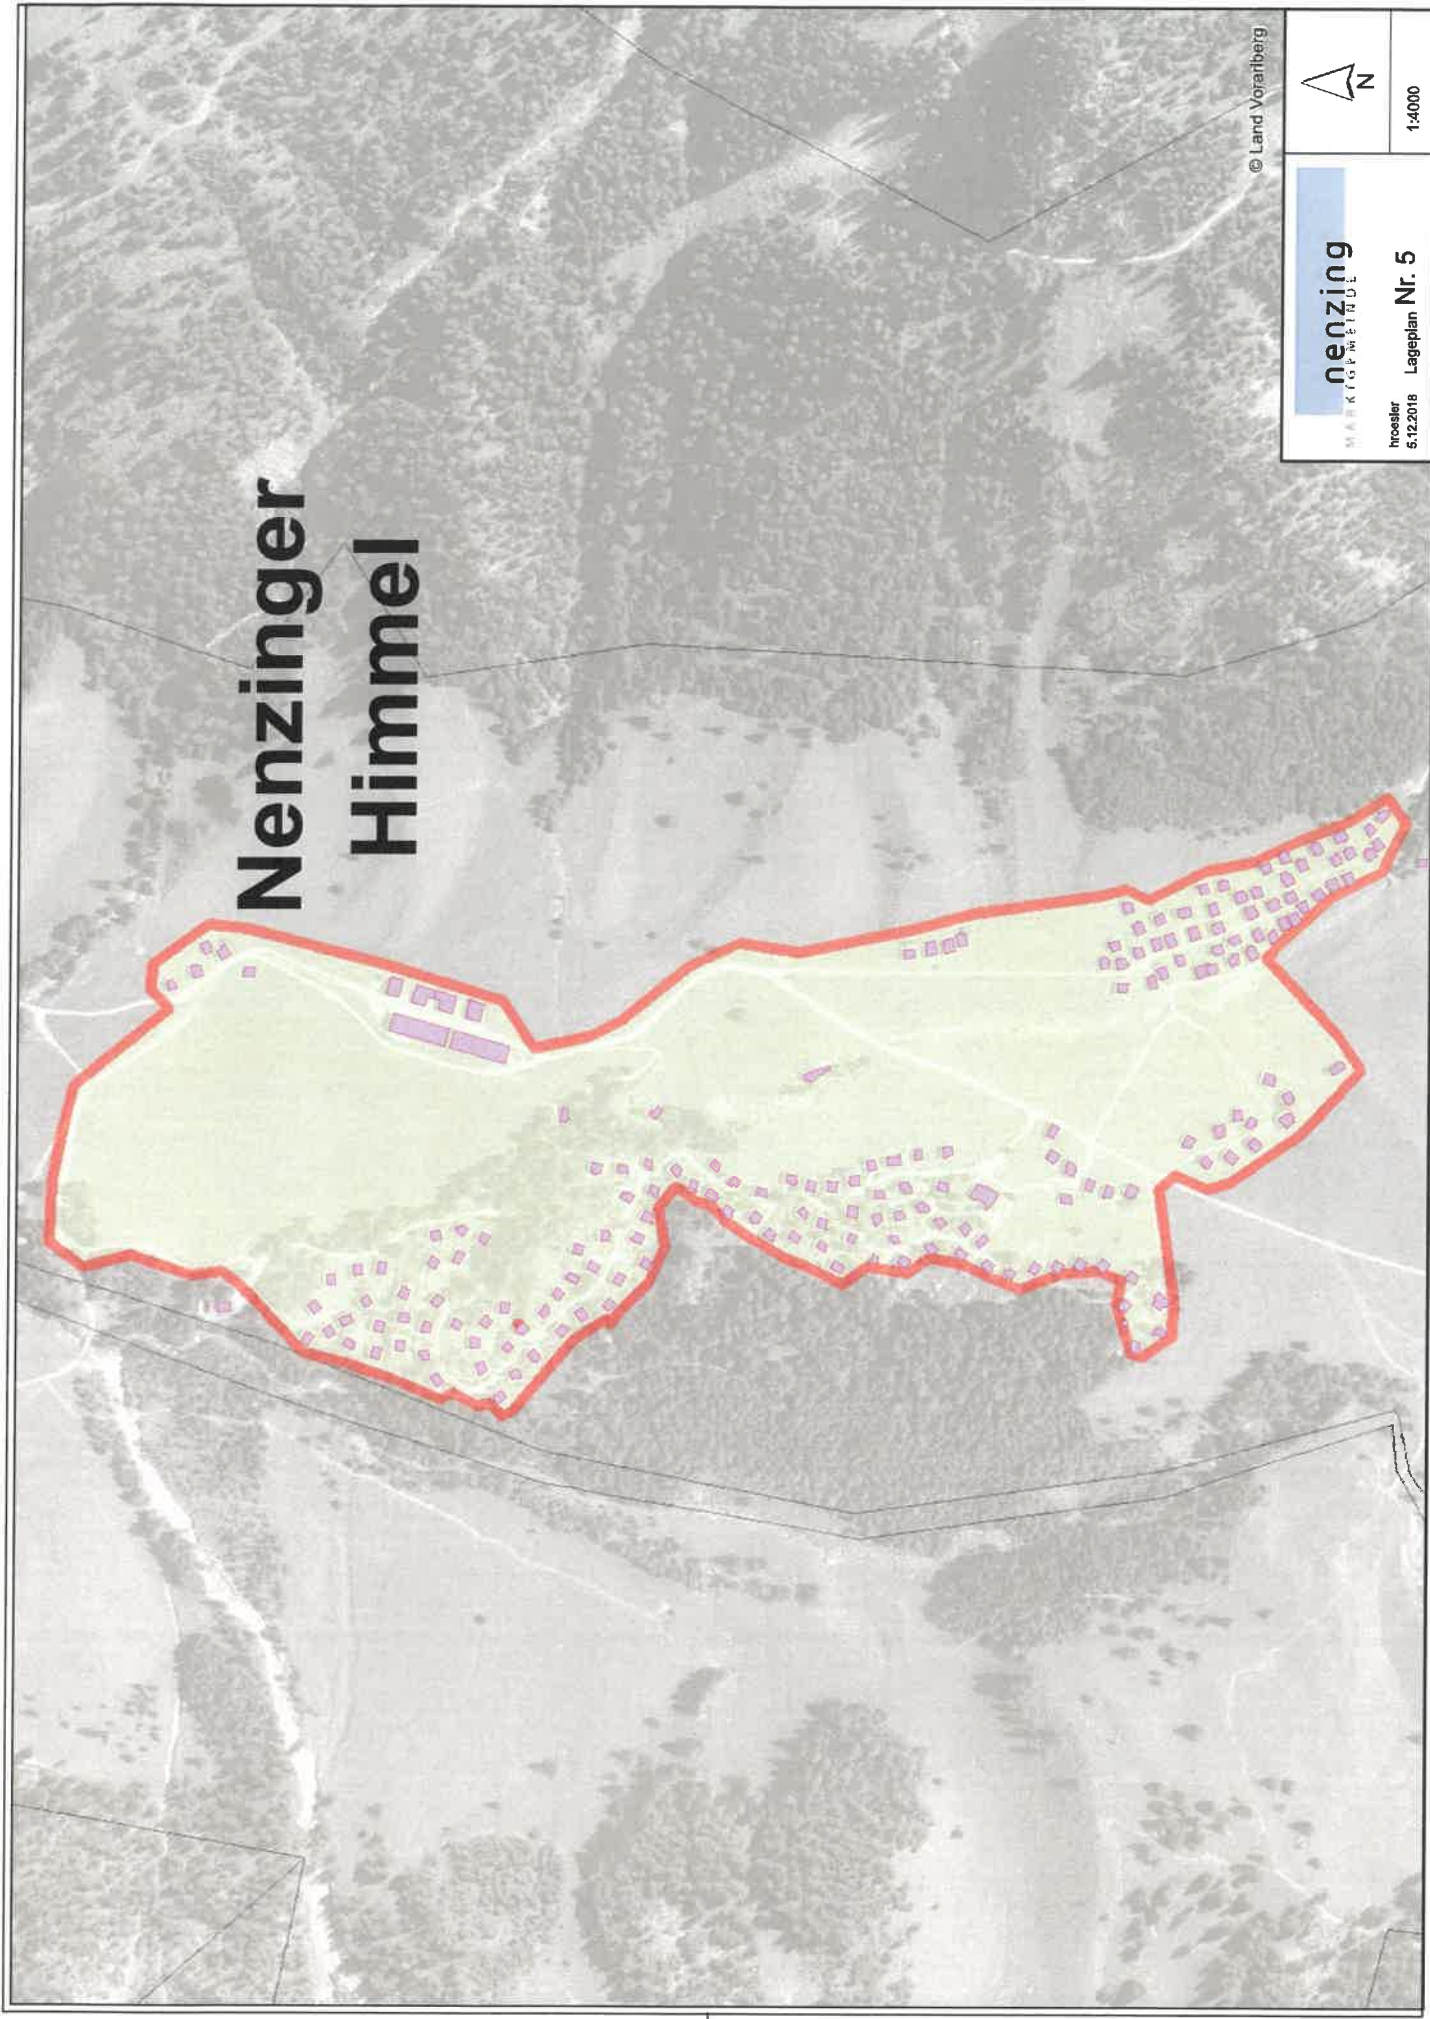 Nenzinger
Himmel
© Land Vorarlberg
N
nenzing
MARKTGEMEINDE
hroesler
5.12.2018 Lageplan Nr. 5
1:4000